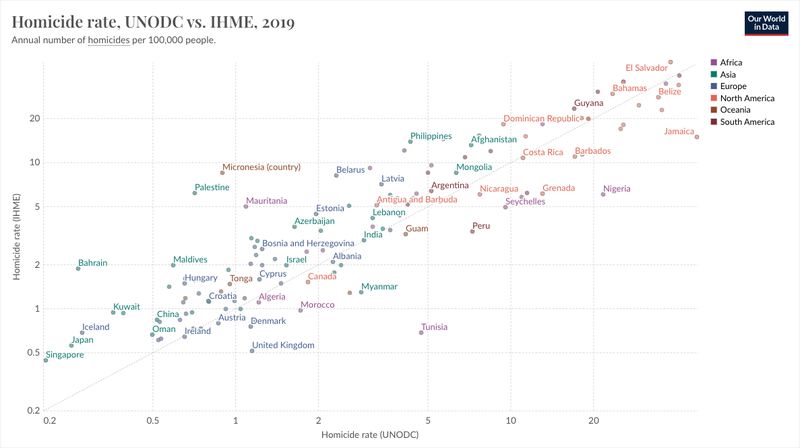 Homicide rate, UNODC vs. IHME, 2019
Annual number of homicides per 100,000 people.
Our World
in Data
Africa
Asia
Europe
North America
Oceania
South America
Homicide rate (IHME)
20
10
5
2
1
0.5
0.2
El Salvador
Bahamas
Belize
Guyana
Dominican Republic
Jamaica
Philippines
Afghanistan
Costa Rica
Barbados
Micronesia (country)
Belarus
Mongolia
Palestine
Latvia
Argentina
Nicaragua
Grenada
Nigeria
Mauritania
Antigua and Barbuda
Seychelles
Estonia
Lebanon
Azerbaijan
Guam
Peru
India
Bosnia and Herzegovina
Bahrain
Maldives
Israel
Albania
Hungary
Tonga
Cyprus
Canada
Myanmar
Croatia
Algeria
Kuwait
Morocco
China
Austria
Denmark
Iceland
Oman
Ireland
Tunisia
Japan
United Kingdom
Singapore
0.2
0.5
1
2
5
10
20
Homicide rate (UNODC)